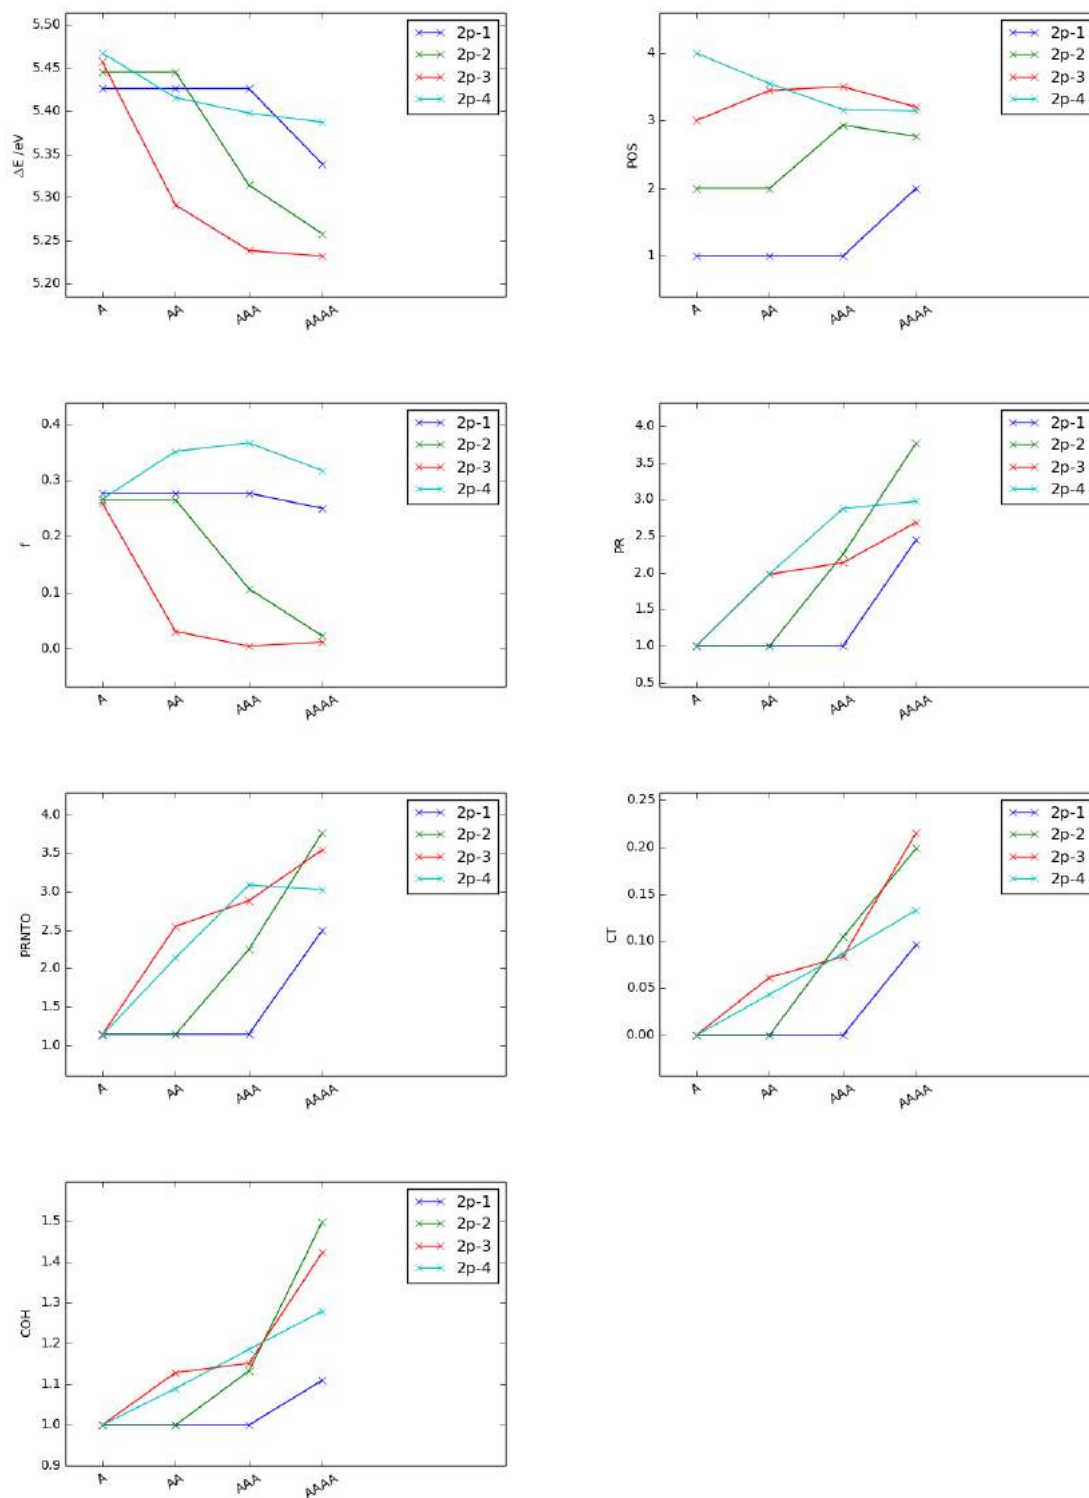 5.50
5.45
5.40
5.35
5.30
5.25
5.20
ΔE /eV
A
AA
AAA
AAAA
2p-1
2p-2
2p-3
2p-4
4
3
2
1
POS
A
AA
AAA
AAAA
2p-1
2p-2
2p-3
2p-4
0.4
0.3
0.2
0.1
0.0
f
A
AA
AAA
AAAA
2p-1
2p-2
2p-3
2p-4
4.0
3.5
3.0
2.5
2.0
1.5
1.0
0.5
PR
A
AA
AAA
AAAA
2p-1
2p-2
2p-3
2p-4
4.0
3.5
3.0
2.5
2.0
1.5
1.0
PRNTO
A
AA
AAA
AAAA
2p-1
2p-2
2p-3
2p-4
0.25
0.20
0.15
0.10
0.05
0.00
CT
A
AA
AAA
AAAA
2p-1
2p-2
2p-3
2p-4
1.5
1.4
1.3
1.2
1.1
1.0
0.9
COH
A
AA
AAA
AAAA
2p-1
2p-2
2p-3
2p-4